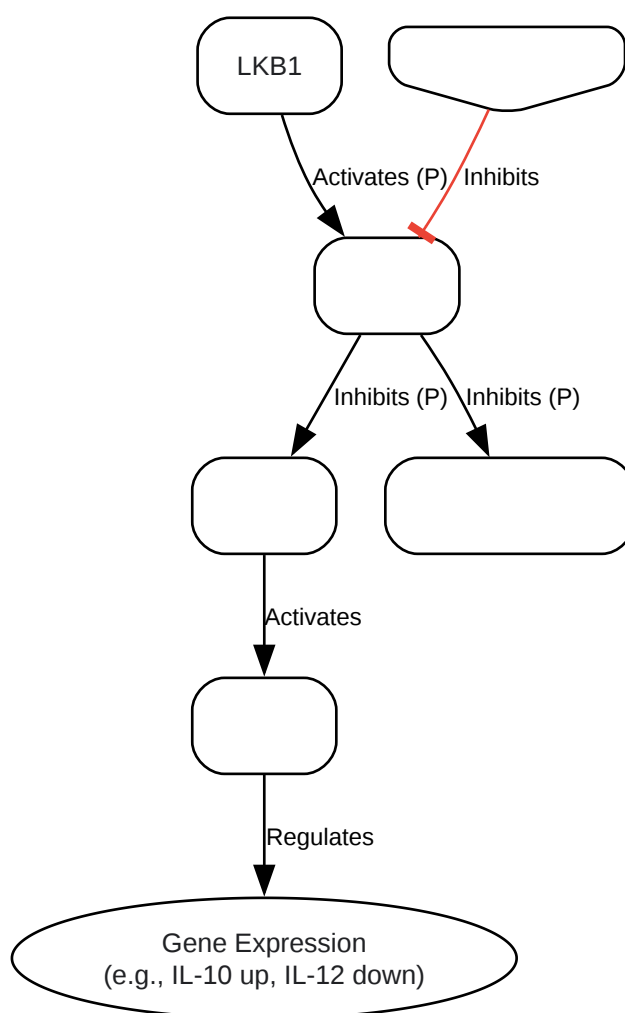 LKB1
Activates (P)
Inhibits
Inhibits (P)
Inhibits (P)
Activates
Regulates
Gene Expression
(e.g., IL-10 up, IL-12 down)